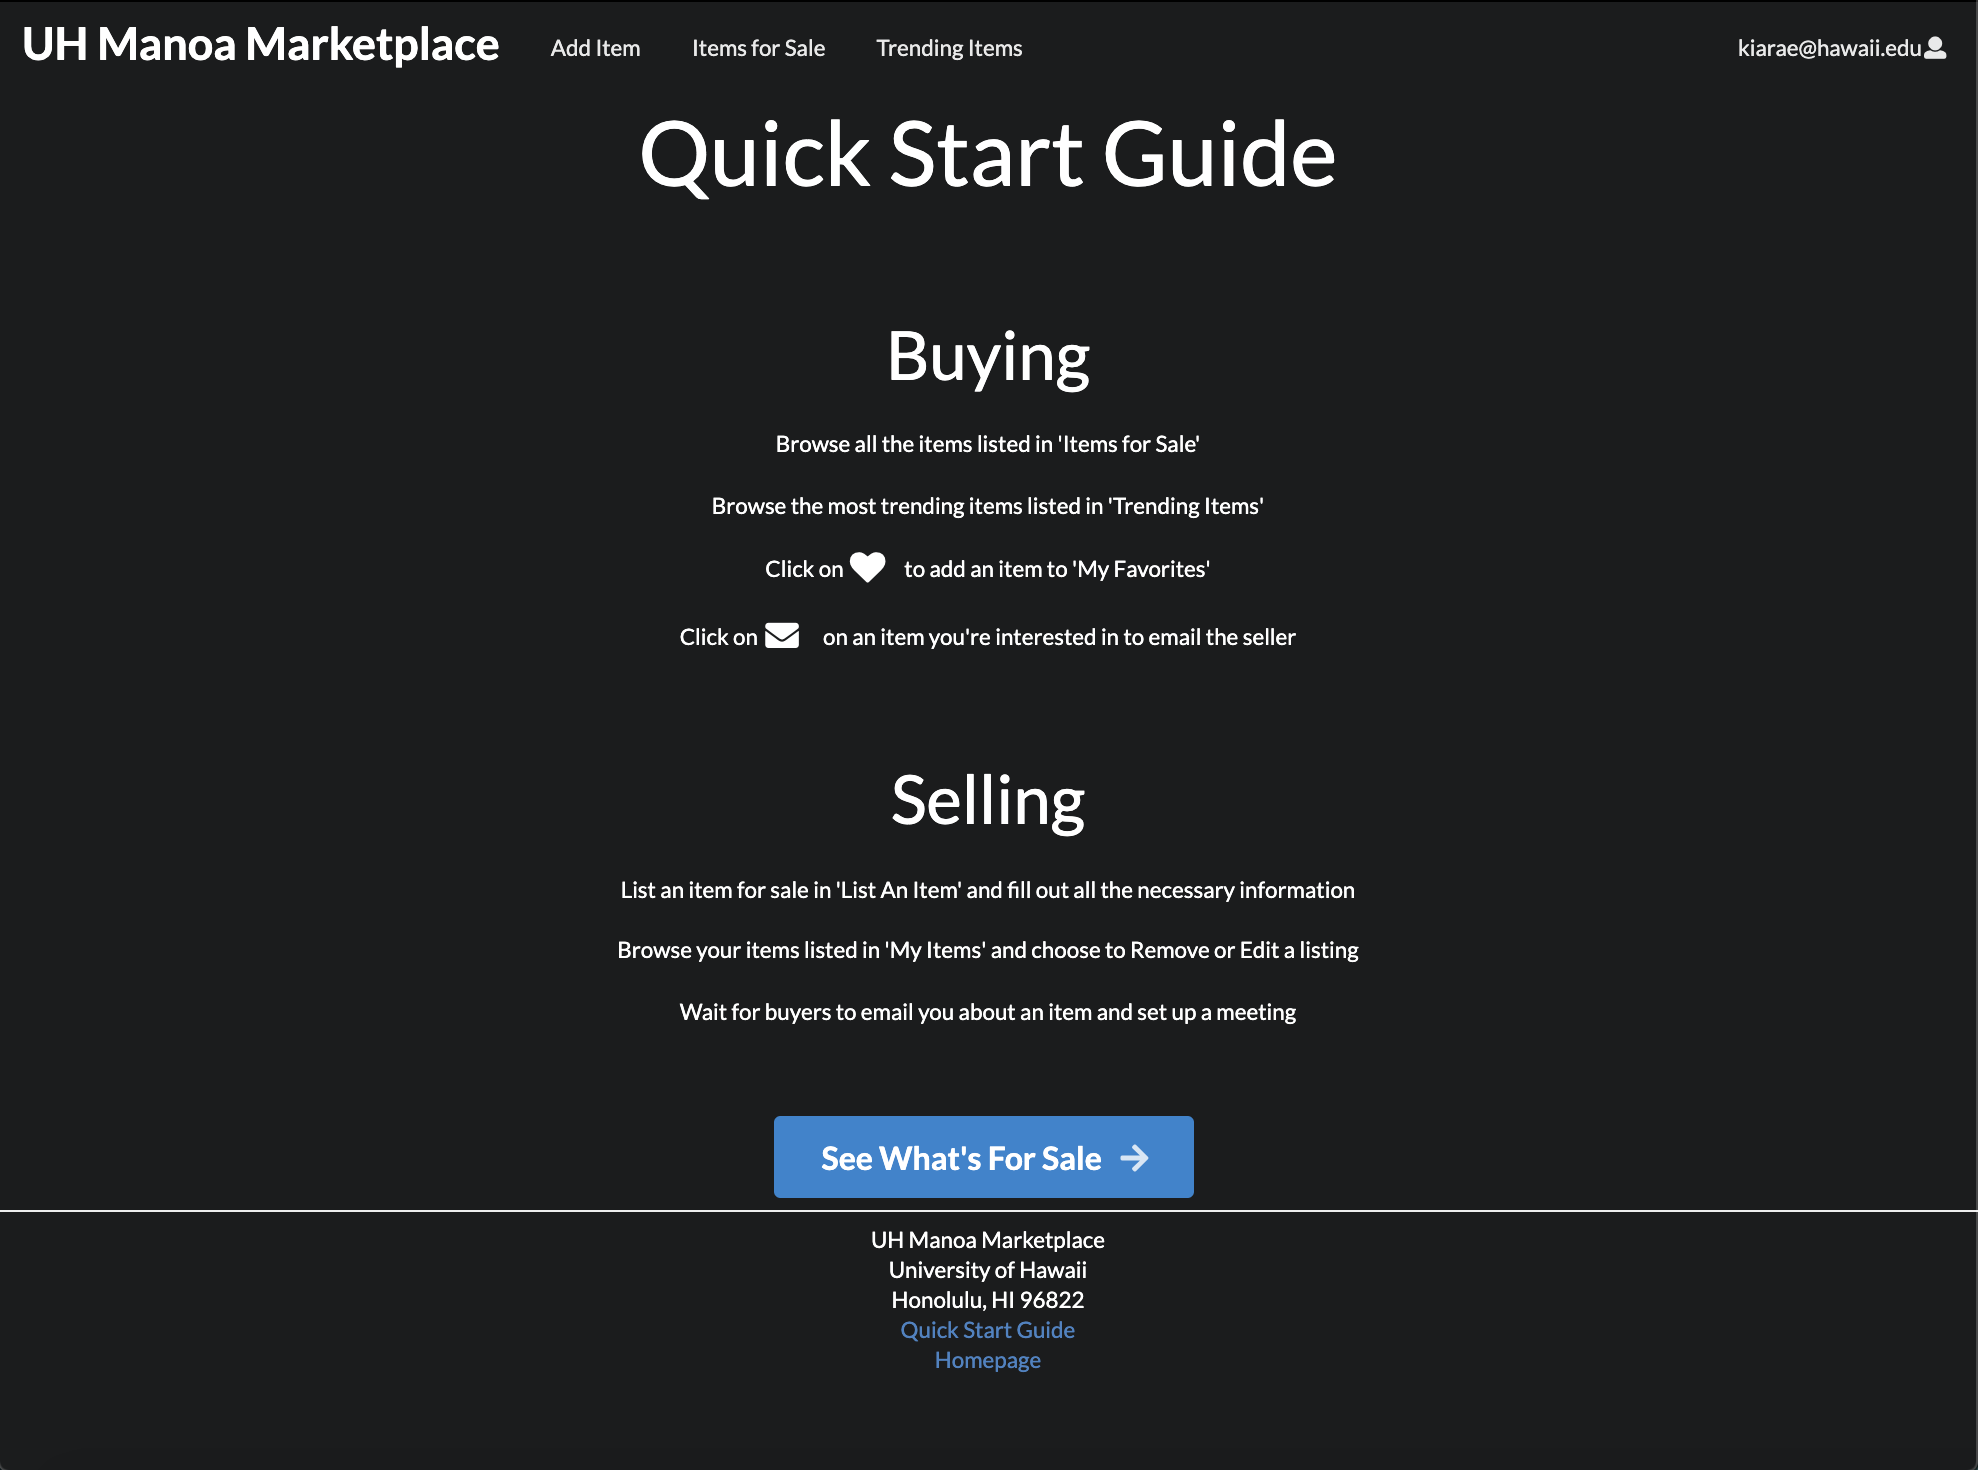 UH Manoa Marketplace Add Item Items for Sale Trending Items kiarae@hawaii.edu
Quick Start Guide
Buying
Browse all the items listed in 'Items for Sale'
Browse the most trending items listed in 'Trending Items'
Click on to add an item to 'My Favorites'
Click on on an item you're interested in to email the seller
Selling
List an item for sale in 'List An Item' and fill out all the necessary information
Browse your items listed in 'My Items' and choose to Remove or Edit a listing
Wait for buyers to email you about an item and set up a meeting
See What's For Sale
UH Manoa Marketplace
University of Hawaii
Honolulu, HI 96822
Quick Start Guide
Homepage